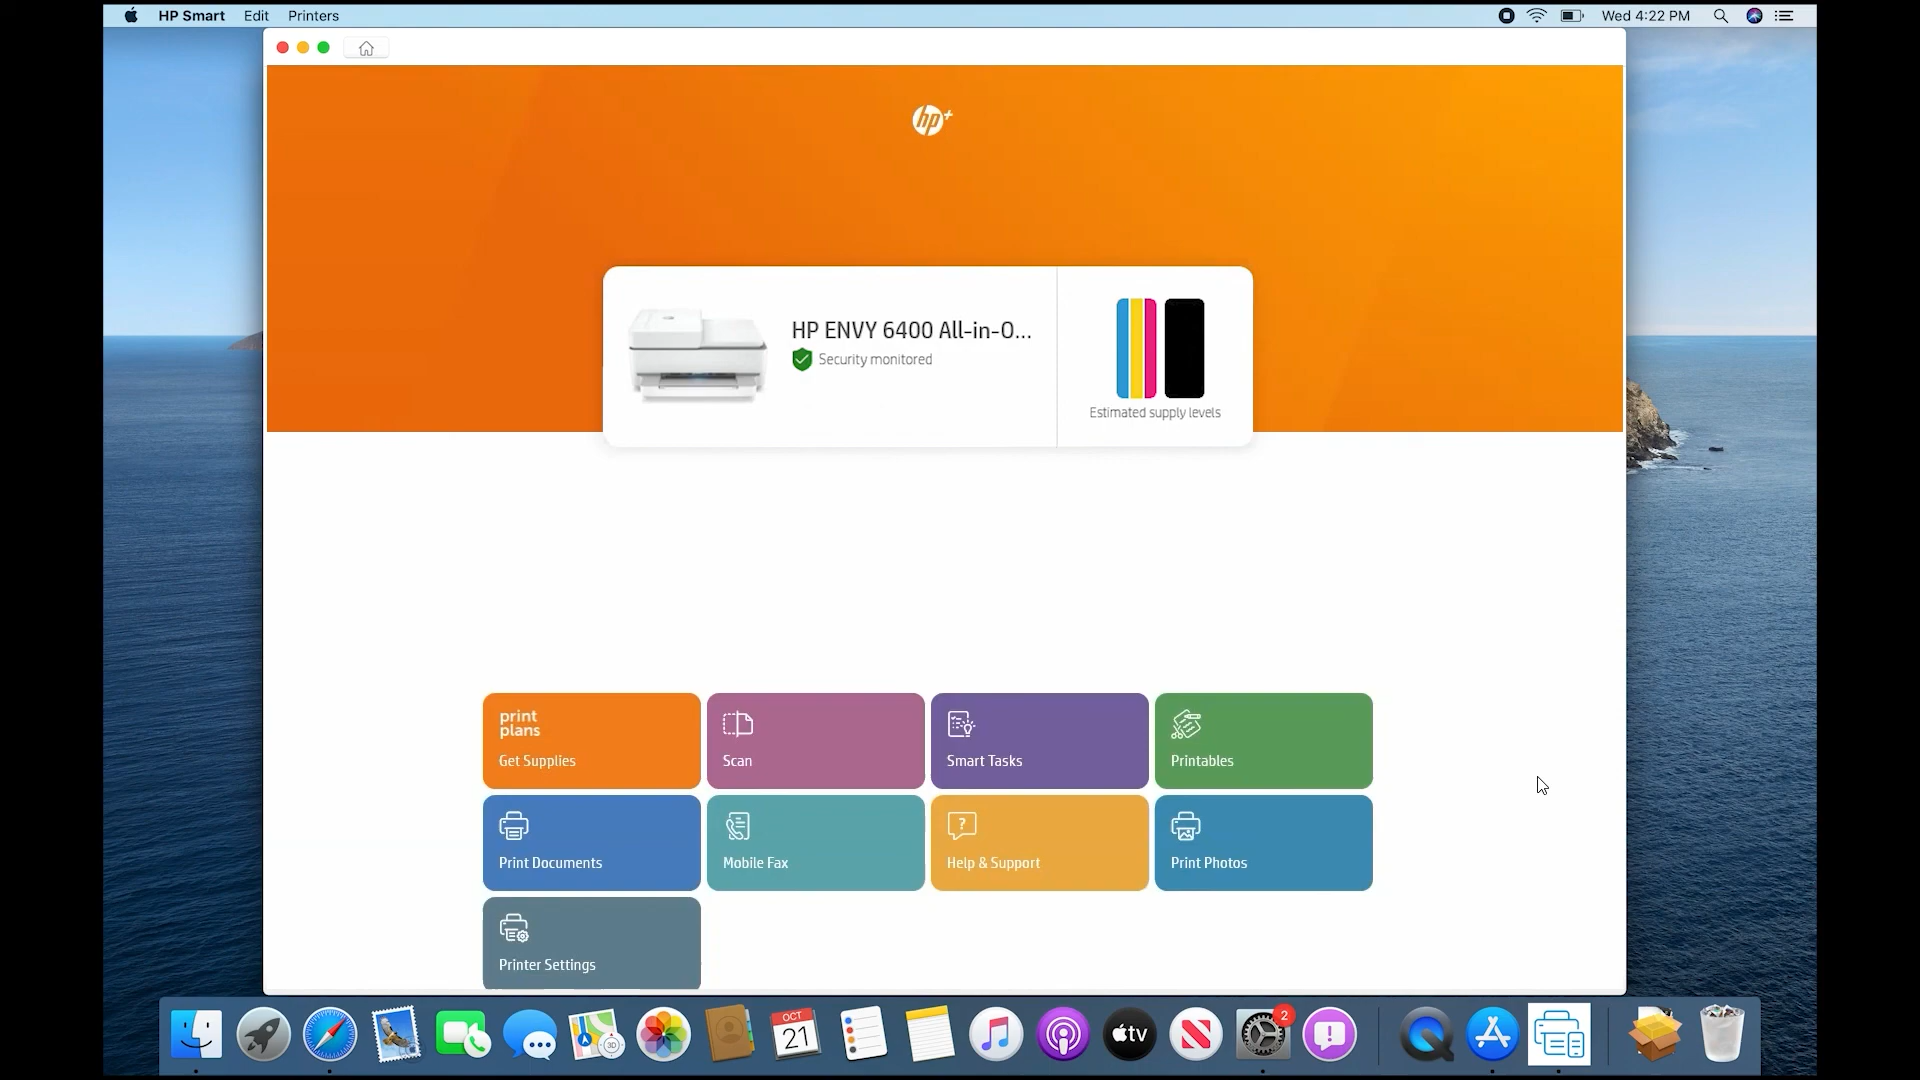 HP Smart Edit Printers
Wed 4:22 PM
hp+
HP ENVY 6400 All-in-O...
Security monitored
Estimated supply levels
print
plans
Get Supplies
Scan
Smart Tasks
Printables
Print Documents
Mobile Fax
Help & Support
Print Photos
Printer Settings
OCT
21
3D
tv
2